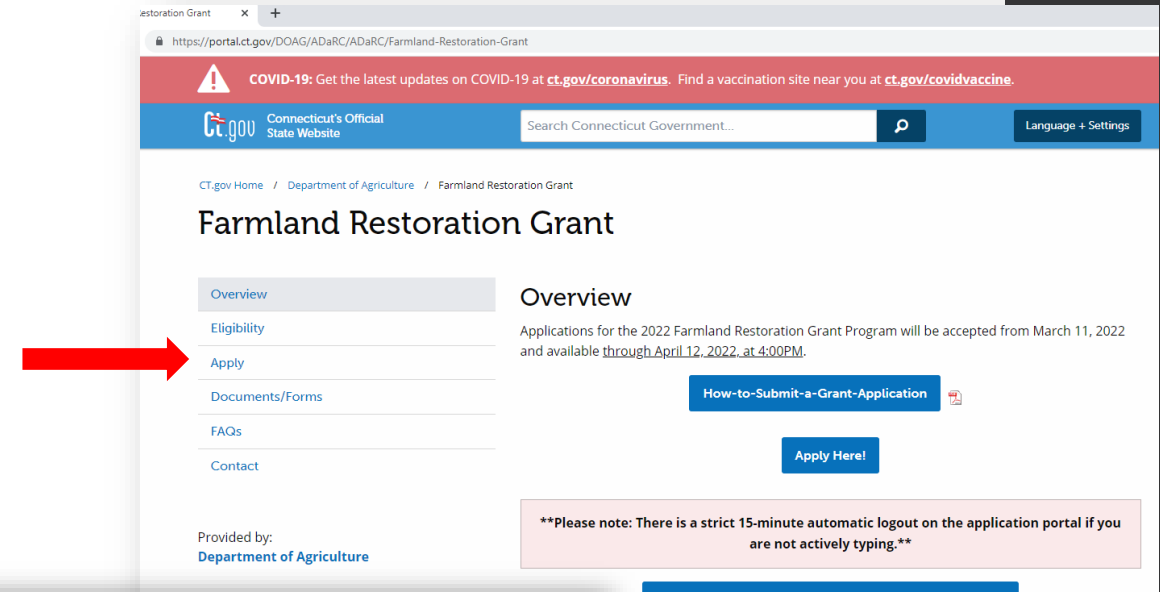 estoration Grant
https://portal.ct.gov/DOAG/ADaRC/ADaRC/Farmland-Restoration-Grant
COVID-19: Get the latest updates on COVID-19 at ct.gov/coronavirus. Find a vaccination site near you at ct.gov/covidvaccine.
Ct.gov
Connecticut's Official
State Website
Search Connecticut Government...
Language + Settings
CT.gov Home / Department of Agriculture / Farmland Restoration Grant
Farmland Restoration Grant
Overview
Eligibility
Apply
Documents/Forms
FAQs
Contact
Provided by:
Department of Agriculture
Overview
Applications for the 2022 Farmland Restoration Grant Program will be accepted from March 11, 2022
and available through April 12, 2022, at 4:00PM.
How-to-Submit-a-Grant-Application
Apply Here!
**Please note: There is a strict 15-minute automatic logout on the application portal if you
are not actively typing.**